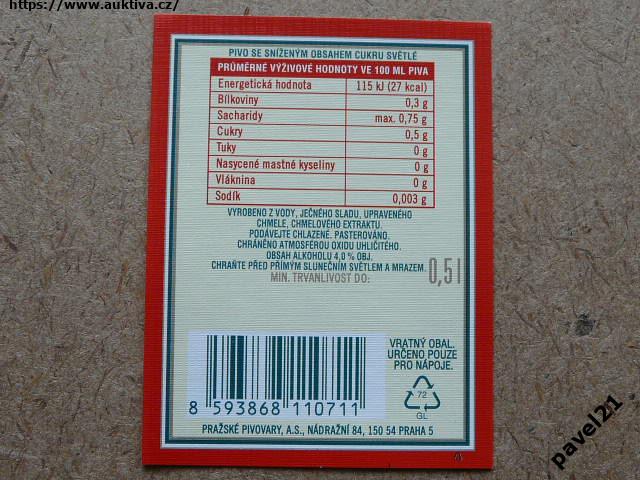 https://www.auktiva.cz/
PIVO SE SNÍŽENÝM OBSAHEM CUKRU SVĚTLÉ
PRŮMĚRNÉ VÝŽIVOVÉ HODNOTY VE 100 ML PIVA
Energetická hodnota 115 kJ (27 kcal)
Bílkoviny 0,3 g
Sacharidy max. 0,75 g
Cukry 0,5 g
Tuky 0 g
Nasycené mastné kyseliny 0 g
Vláknina 0 g
Sodík 0,003 g
VYROBENO Z VODY, JEČNÉHO SLADU, UPRAVENÉHO
CHMELE, CHMELOVÉHO EXTRAKTU.
PODÁVEJTE CHLAZENÉ. PASTEROVÁNO.
CHRÁNĚNO ATMOSFÉROU OXIDU UHLIČITÉHO.
OBSAH ALKOHOLU 4,0 % OBJ.
CHRAŇTE PŘED PŘÍMÝM SLUNEČNÍM SVĚTLEM A MRAZEM.
MIN. TRVANLIVOST DO:
0,5 l
VRATNÝ OBAL.
URČENO POUZE
PRO NÁPOJE.
72
GL
8 593868 110711
PRAŽSKÉ PIVOVARY, A.S., NÁDRAŽNÍ 84, 150 54 PRAHA 5
pavel21